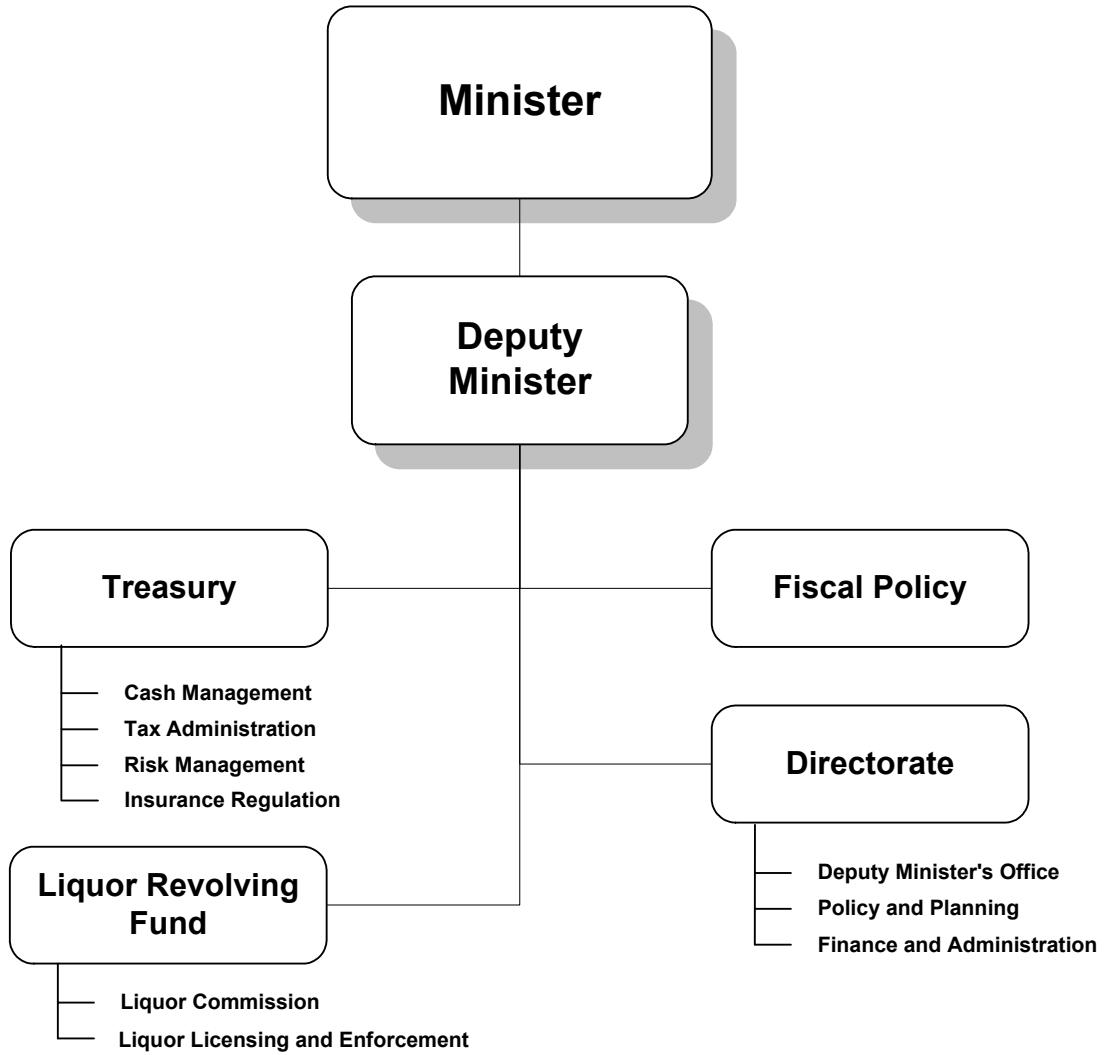 Minister
Deputy
Minister
Treasury
Cash Management
Tax Administration
Risk Management
Insurance Regulation
Fiscal Policy
Directorate
Deputy Minister's Office
Policy and Planning
Finance and Administration
Liquor Revolving
Fund
Liquor Commission
Liquor Licensing and Enforcement